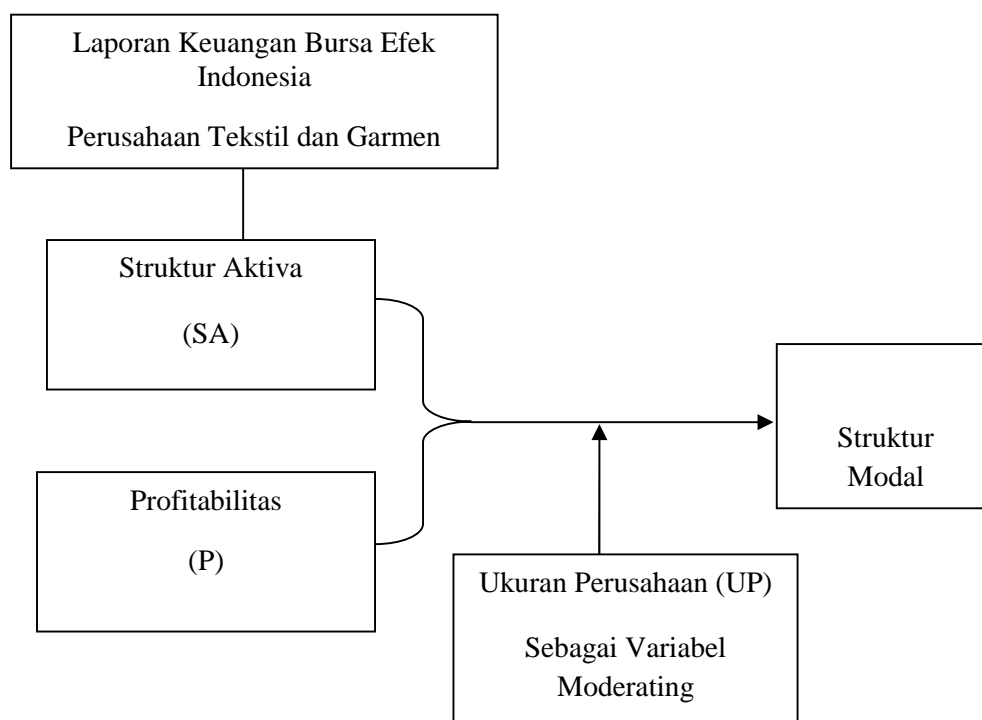 Laporan Keuangan Bursa Efek
Indonesia
Perusahaan Tekstil dan Garmen
Struktur Aktiva
(SA)
Profitabilitas
(P)
Struktur
Modal
Ukuran Perusahaan (UP)
Sebagai Variabel
Moderating